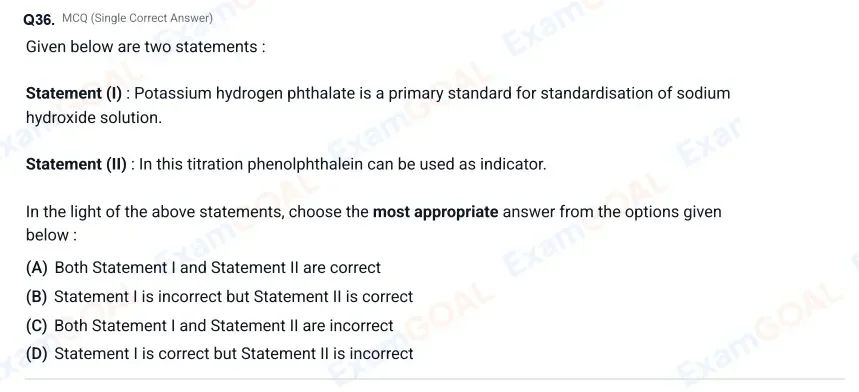 Q36. MCQ (Single Correct Answer)
Given below are two statements :
Statement (I) : Potassium hydrogen phthalate is a primary standard for standardisation of sodium
hydroxide solution.
Statement (II) : In this titration phenolphthalein can be used as indicator.
In the light of the above statements, choose the most appropriate answer from the options given
below :
(A) Both Statement I and Statement II are correct
(B) Statement I is incorrect but Statement II is correct
(C) Both Statement I and Statement II are incorrect
(D) Statement I is correct but Statement II is incorrect
ExamGOAL